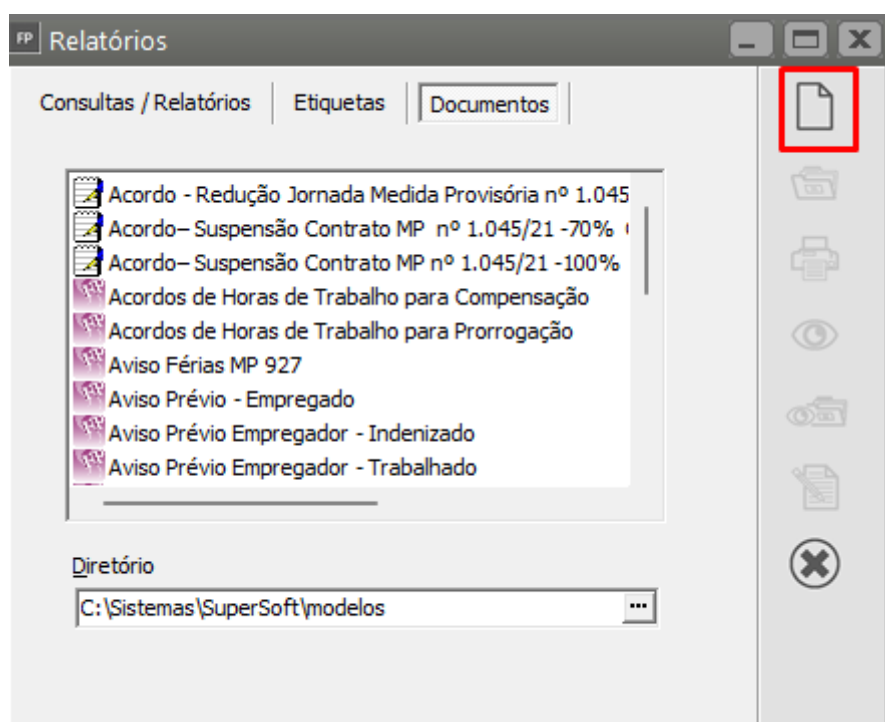 FP Relatórios
Consultas / Relatórios Etiquetas Documentos
Acordo - Redução Jornada Medida Provisória nº 1.045
Acordo– Suspensão Contrato MP nº 1.045/21 -70%
Acordo– Suspensão Contrato MP nº 1.045/21 -100%
Acordos de Horas de Trabalho para Compensação
Acordos de Horas de Trabalho para Prorrogação
Aviso Férias MP 927
Aviso Prévio - Empregado
Aviso Prévio Empregador - Indenizado
Aviso Prévio Empregador - Trabalhado
Diretório
C:\Sistemas\SuperSoft\modelos ...